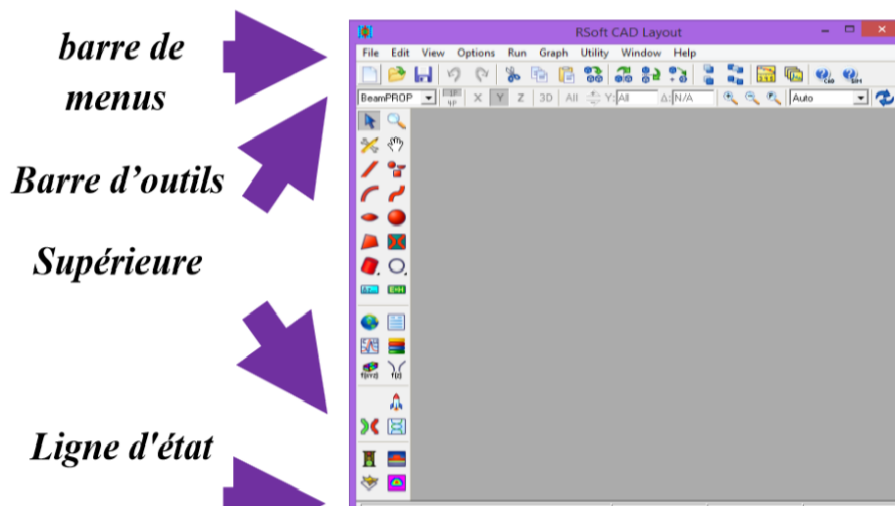 barre de
menus
Barre d'outils
Supérieure
Ligne d'état
RSoft CAD Layout
File Edit View Options Run Graph Utility Window Help
BeamPROP X Y Z 3D All Y: All Δ: N/A Auto